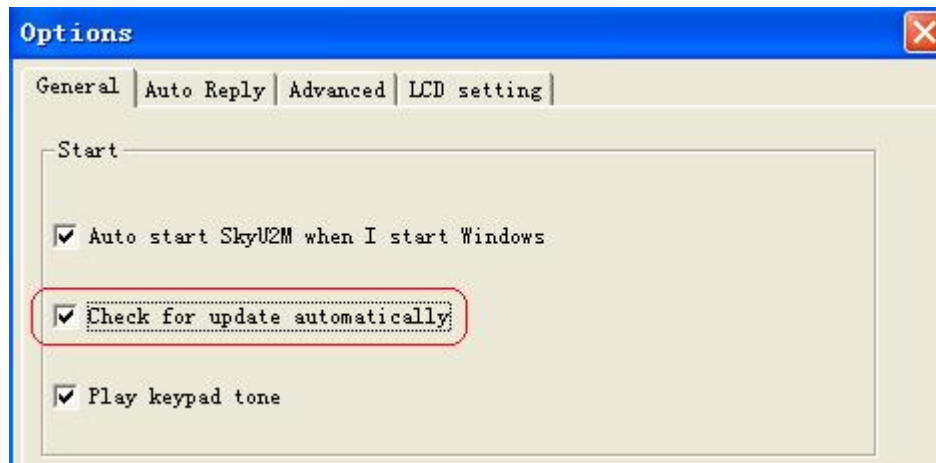 Options
General Auto Reply Advanced LCD setting
Start
Auto start SkyU2M when I start Windows
Check for update automatically
Play keypad tone